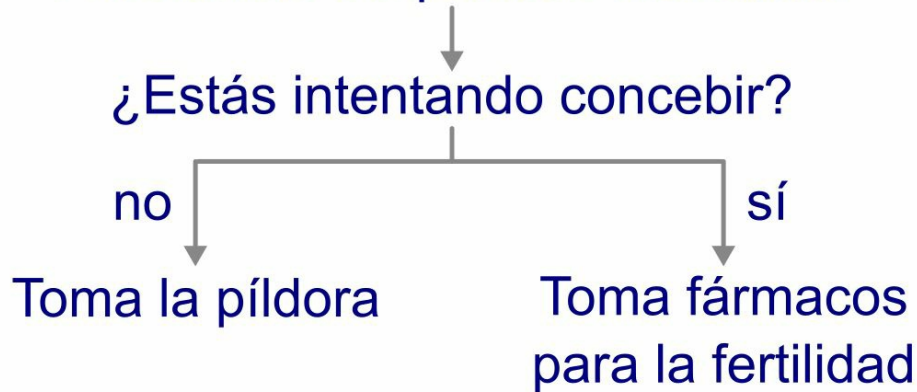 ¿Estás intentando concebir?
no
sí
Toma la píldora
Toma fármacos
para la fertilidad